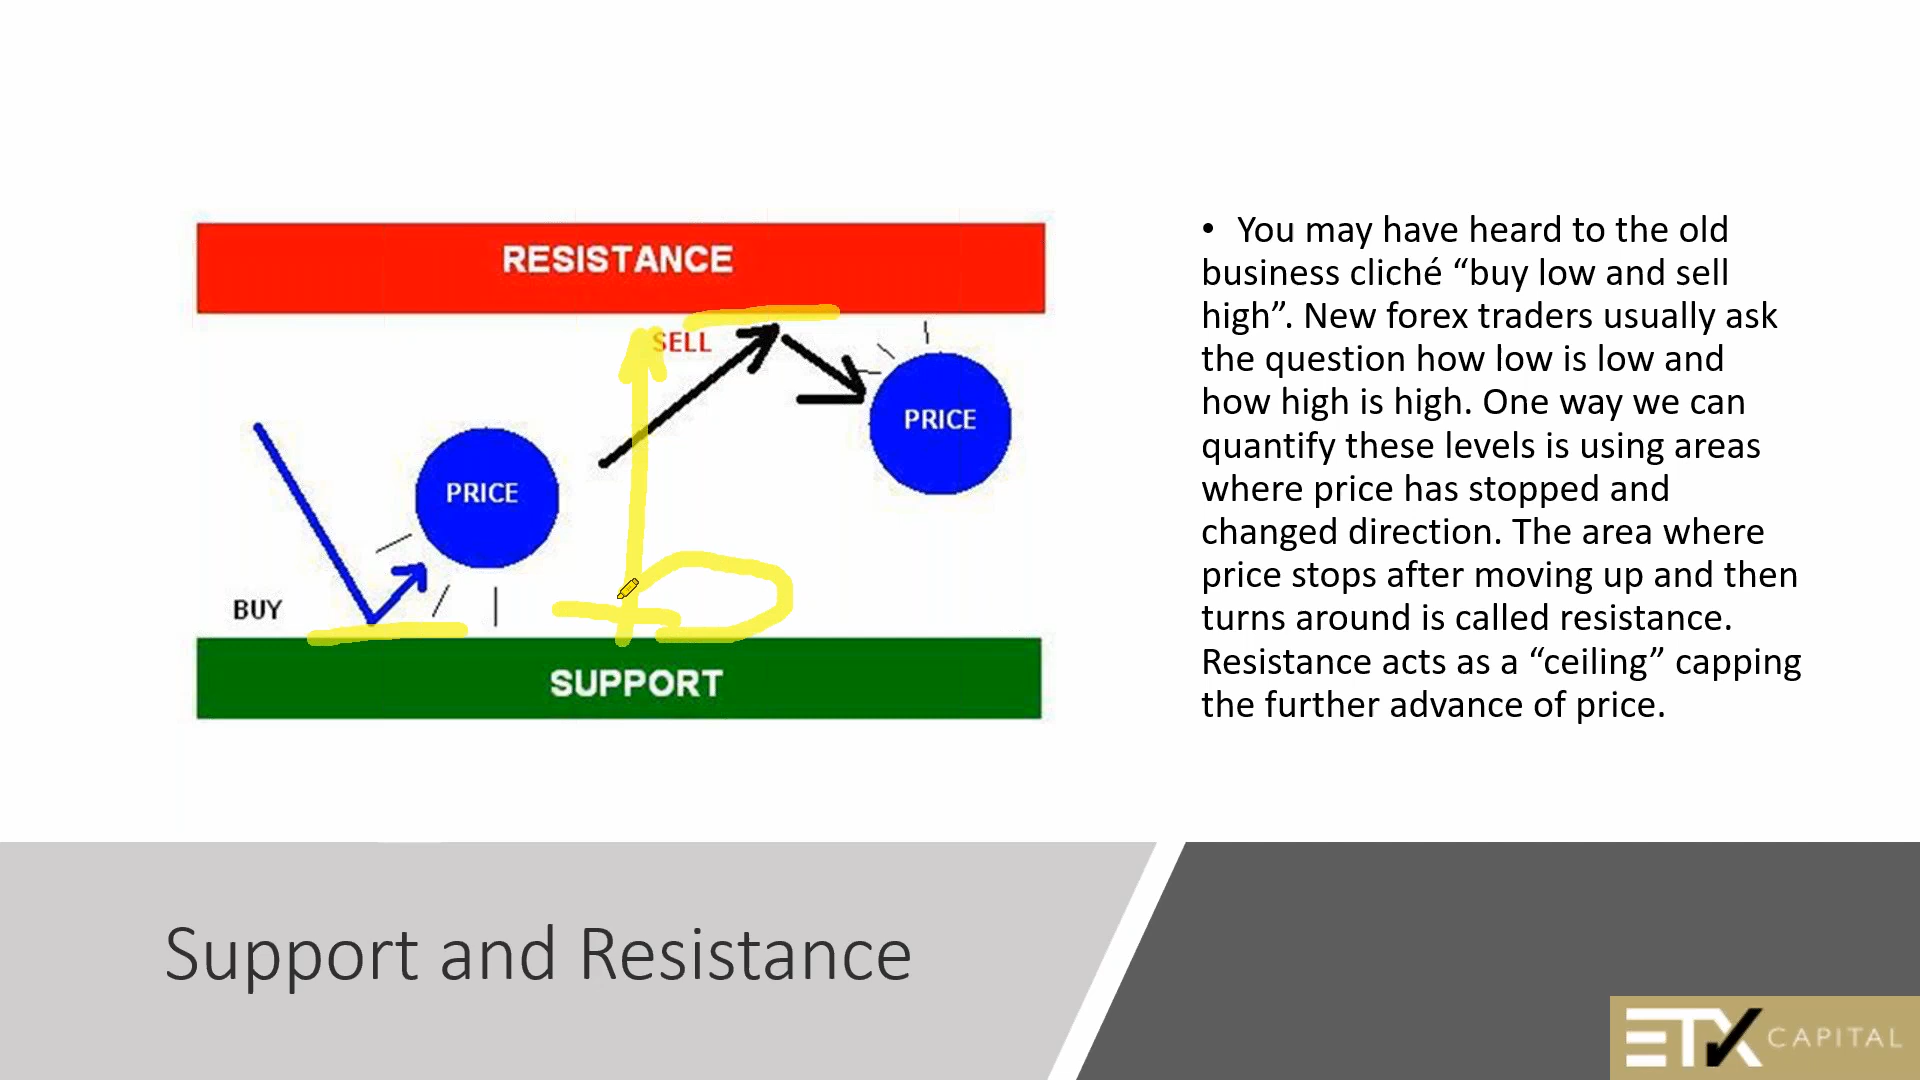 RESISTANCE
SELL
PRICE
PRICE
BUY
SUPPORT
• You may have heard to the old
business cliché “buy low and sell
high”. New forex traders usually ask
the question how low is low and
how high is high. One way we can
quantify these levels is using areas
where price has stopped and
changed direction. The area where
price stops after moving up and then
turns around is called resistance.
Resistance acts as a “ceiling” capping
the further advance of price.
Support and Resistance
ETX CAPITAL